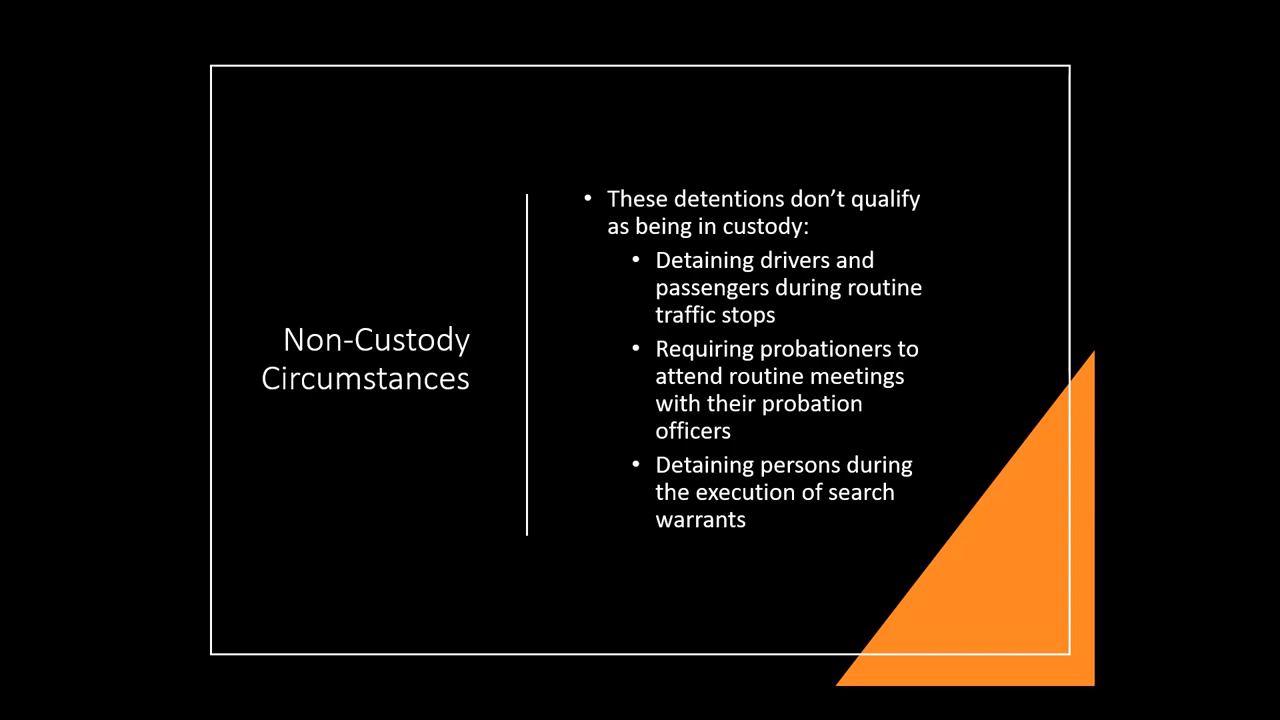 Non-Custody
Circumstances
• These detentions don’t qualify
as being in custody:
• Detaining drivers and
passengers during routine
traffic stops
• Requiring probationers to
attend routine meetings
with their probation
officers
• Detaining persons during
the execution of search
warrants